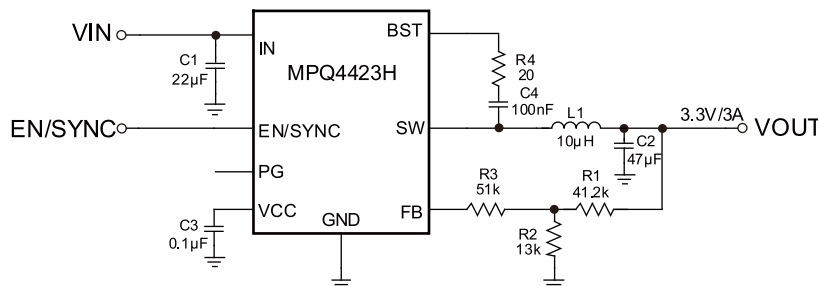 VIN
C1
22μF
IN
MPQ4423H
BST
R4
20
C4
100nF
EN/SYNC
EN/SYNC
SW
L1
10μH
3.3V/3A
VOUT
C2
47μF
PG
R3
51k
R1
41.2k
VCC
C3
0.1μF
GND
FB
R2
13k